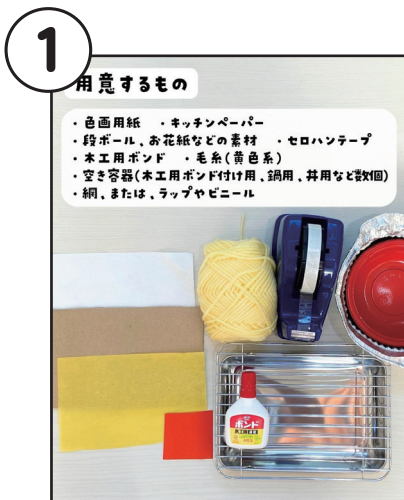 1
用意するもの
・色画用紙 ・キッチンペーパー
・段ボール、お花紙などの素材 ・セロハンテープ
・木工用ボンド ・毛糸(黄色系)
・空き容器(木工用ボンド付け用、鍋用、丼用など数個)
・網、または、ラップやビニール
ボンド
木工用